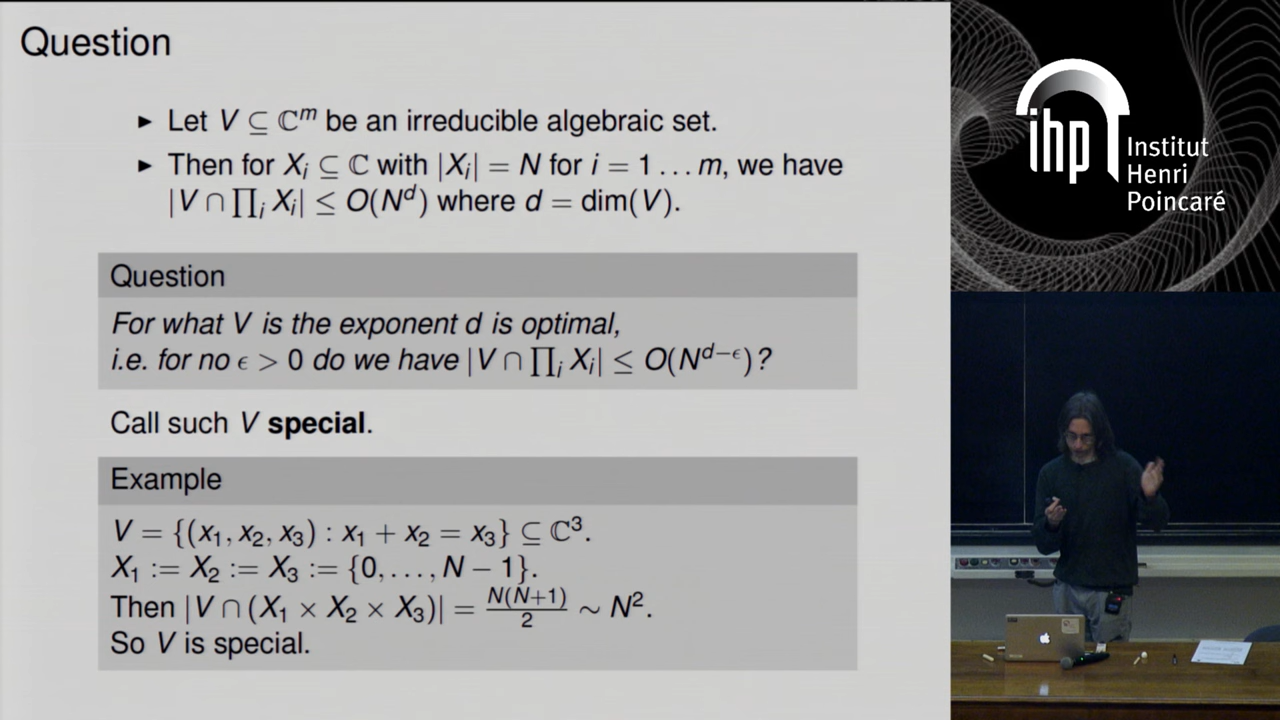 Question
▶ Let V ⊆ ℂ^m be an irreducible algebraic set.
▶ Then for X_i ⊆ ℂ with |X_i| = N for i = 1 … m, we have
|V ∩ ∏_i X_i| ≤ O(N^d) where d = dim(V).
Question
For what V is the exponent d is optimal,
i.e. for no ϵ > 0 do we have |V ∩ ∏_i X_i| ≤ O(N^{d−ϵ})?
Call such V special.
Example
V = {(x_1, x_2, x_3) : x_1 + x_2 = x_3} ⊆ ℂ^3.
X_1 := X_2 := X_3 := {0, …, N − 1}.
Then |V ∩ (X_1 × X_2 × X_3)| = N(N+1)/2 ∼ N^2.
So V is special.
ihp
Institut
Henri
Poincaré